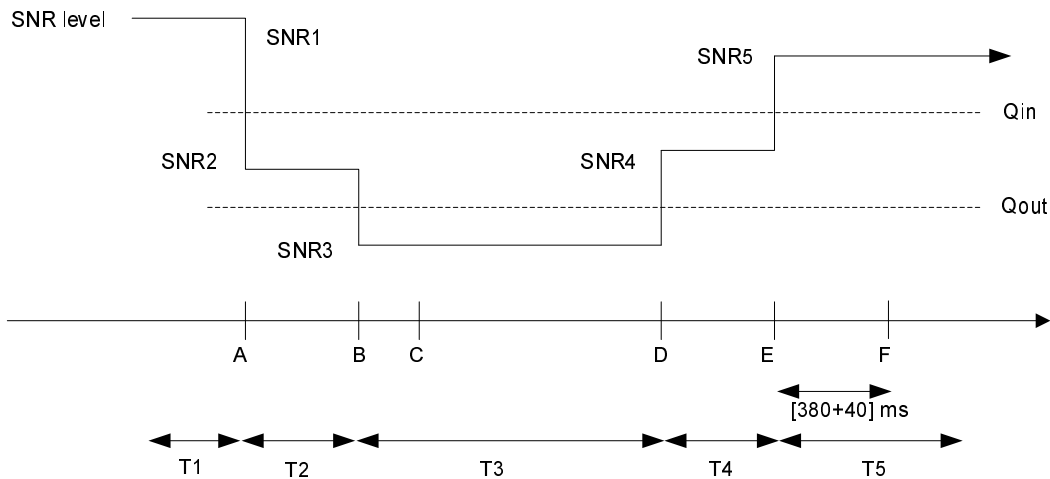 SNR level
SNR1
SNR5
Qin
SNR2
SNR4
Qout
SNR3
A B C D E F
[380+40] ms
T1 T2 T3 T4 T5